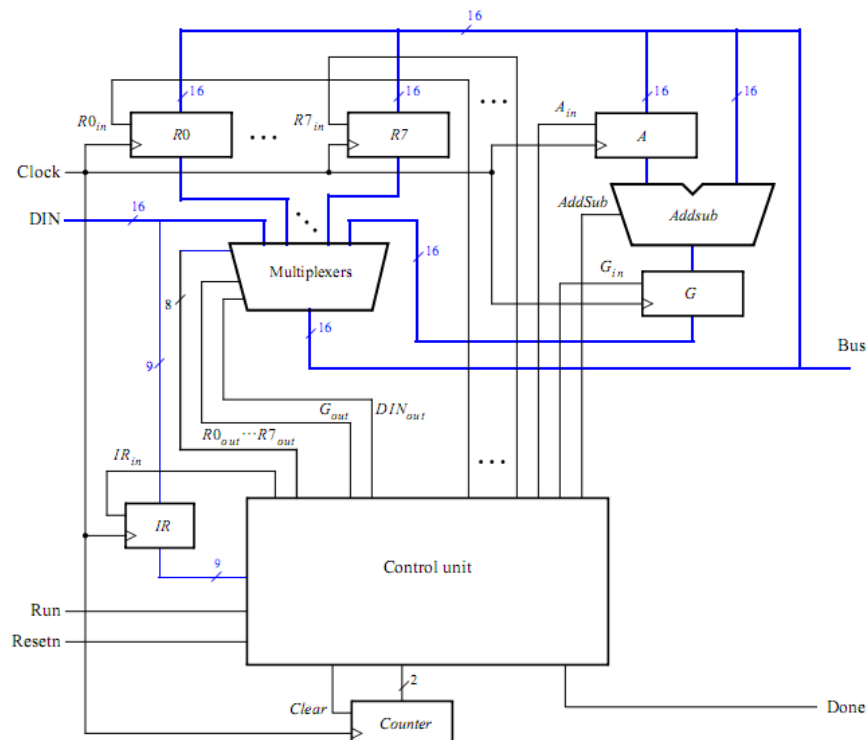 16
16
16
16
16
R0in
R7in
...
Ain
R0
...
R7
A
Clock
AddSub
Addsub
DIN
16
Multiplexers
16
Gin
G
8
16
Bus
9
Gout
DINout
R0out...R7out
IRin
...
IR
Control unit
9
Run
Resetn
2
Clear
Counter
Done